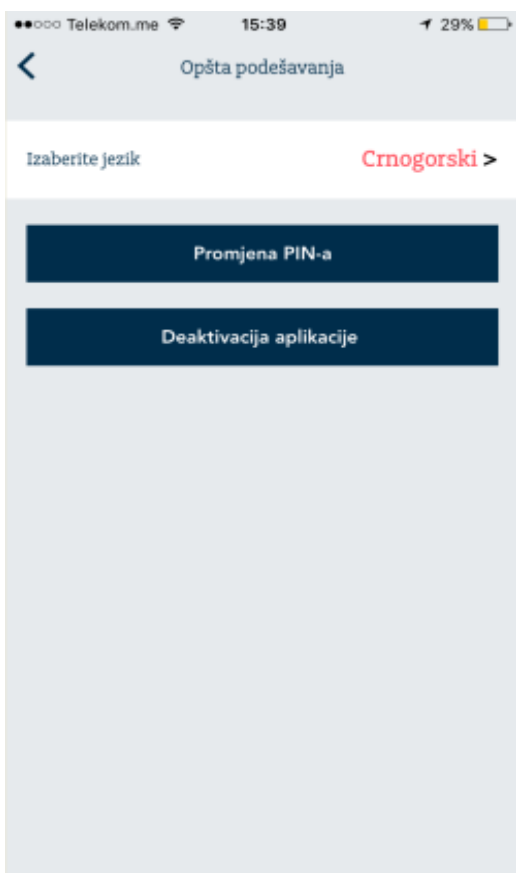 Telekom.me 15:39 29%
Opšta podešavanja
Izaberite jezik Crnogorski >
Promjena PIN-a
Deaktivacija aplikacije